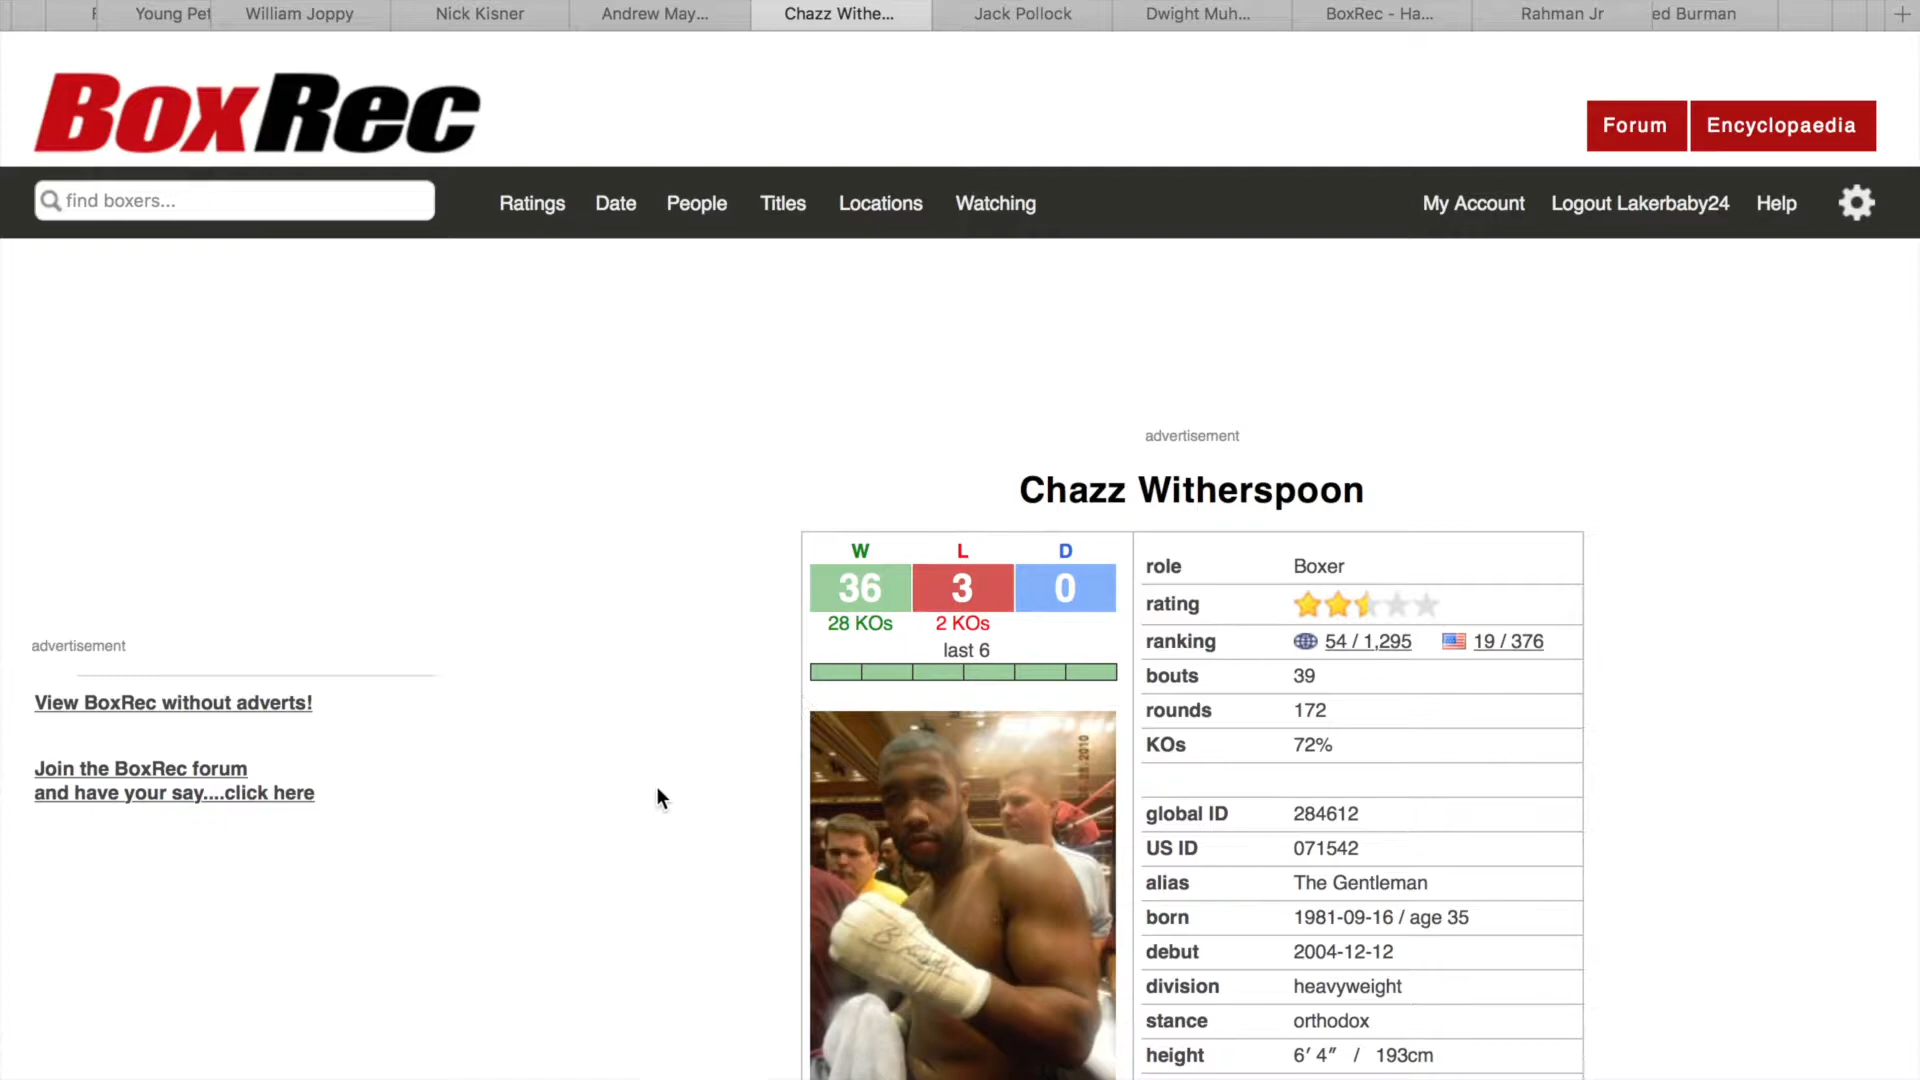 William Joppy
Nick Kisner
Andrew May...
Chazz Withe...
Jack Pollock
Dwight Muh...
BoxRec - Ha...
Rahman Jr
ed Burman
BoxRec
Forum
Encyclopaedia
find boxers...
Ratings
Date
People
Titles
Locations
Watching
My Account
Logout Lakerbaby24
Help
advertisement
Chazz Witherspoon
W L D
36 3 0
28 KOs 2 KOs
last 6
role Boxer
rating
ranking 54 / 1,295 19 / 376
bouts 39
rounds 172
KOs 72%
global ID 284612
US ID 071542
alias The Gentleman
born 1981-09-16 / age 35
debut 2004-12-12
division heavyweight
stance orthodox
height 6′ 4″ / 193cm
advertisement
View BoxRec without adverts!
Join the BoxRec forum
and have your say....click here